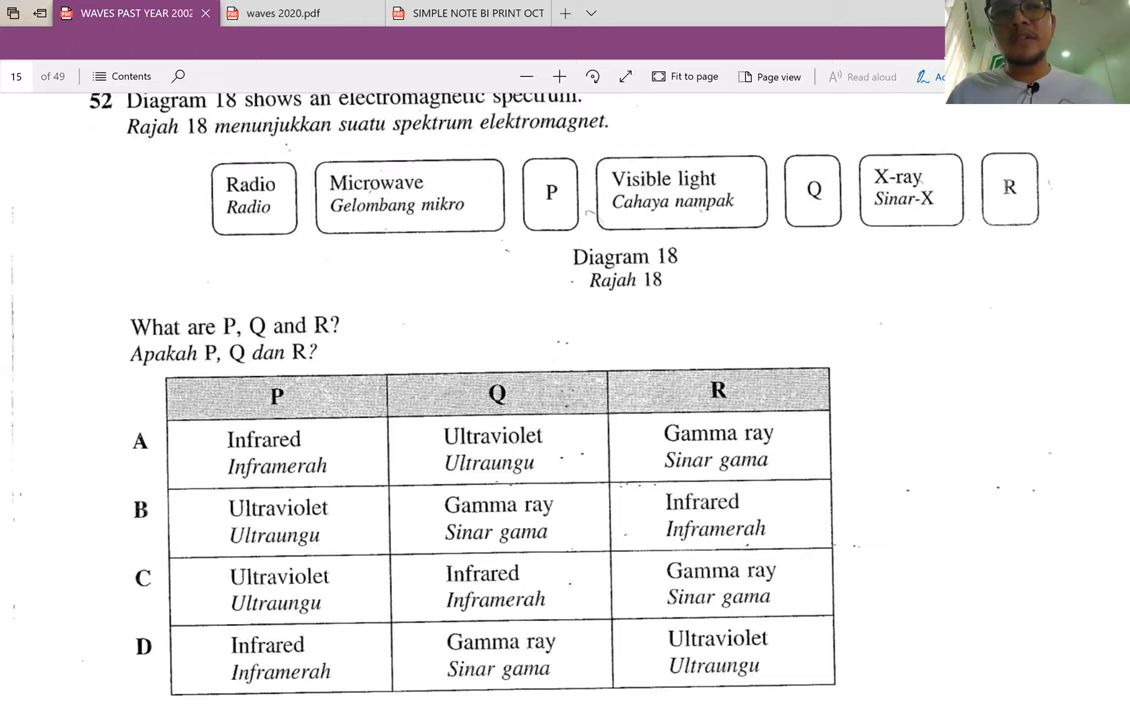 WAVES PAST YEAR 2002
waves 2020.pdf
SIMPLE NOTE BI PRINT OCT
15 of 49
Contents
Fit to page
Page view
Read aloud
52 Diagram 18 shows an electromagnetic spectrum.
Rajah 18 menunjukkan suatu spektrum elektromagnet.
Radio
Radio
Microwave
Gelombang mikro
P
Visible light
Cahaya nampak
Q
X-ray
Sinar-X
R
Diagram 18
Rajah 18
What are P, Q and R?
Apakah P, Q dan R?
P Q R
A Infrared Ultraviolet Gamma ray
Inframerah Ultraungu Sinar gama
B Ultraviolet Gamma ray Infrared
Ultraungu Sinar gama Inframerah
C Ultraviolet Infrared Gamma ray
Ultraungu Inframerah Sinar gama
D Infrared Gamma ray Ultraviolet
Inframerah Sinar gama Ultraungu